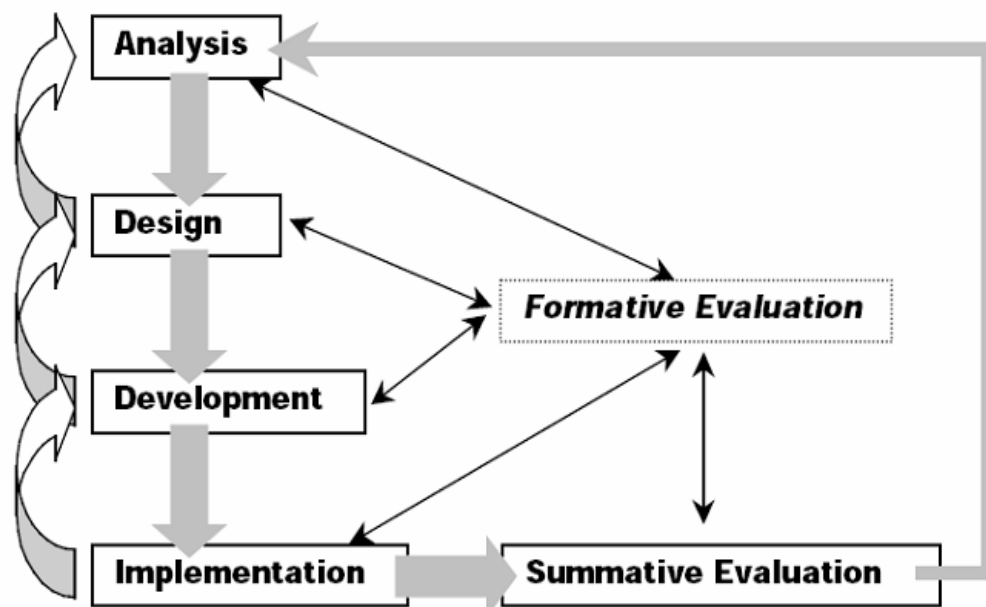 Analysis
Design
Formative Evaluation
Development
Implementation
Summative Evaluation